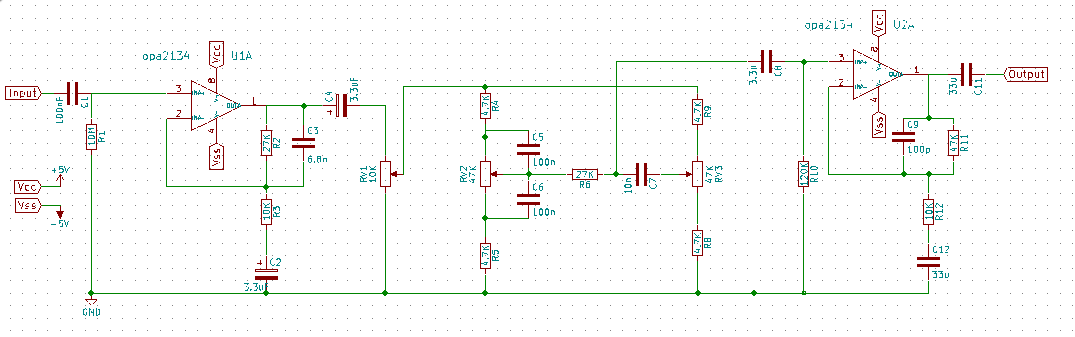 opa2134
Vcc
U1A
8
V+
Input
100nF
C1
3
IN+
OUTA
1
2
INA-
V-
4
Vss
10M
R1
27K
R2
C3
6.8n
C4
3.3uF
+
Vcc
+5V
Vss
-5V
10K
R3
+
C2
3.3uF
GND
RV1
10K
4.7K
R4
C5
100n
RV2
47K
C6
100n
27K
R6
4.7K
R5
10n
C7
4.7K
R9
47K
RV3
4.7K
R8
3.3u
C8
120K
R10
Vcc
U2A
8
V+
3
2
1
V-
4
Vss
33u
C11
Output
C9
100p
47K
R11
10K
R12
C12
33u